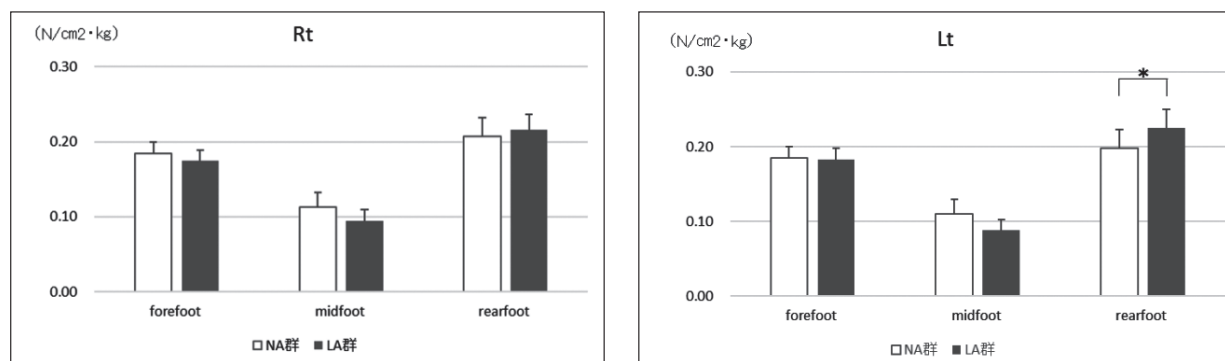 (N/cm2・kg)
Rt
0.30
0.20
0.10
0.00
forefoot
midfoot
rearfoot
NA群
LA群
(N/cm2・kg)
Lt
0.30
*
0.20
0.10
0.00
forefoot
midfoot
rearfoot
NA群
LA群